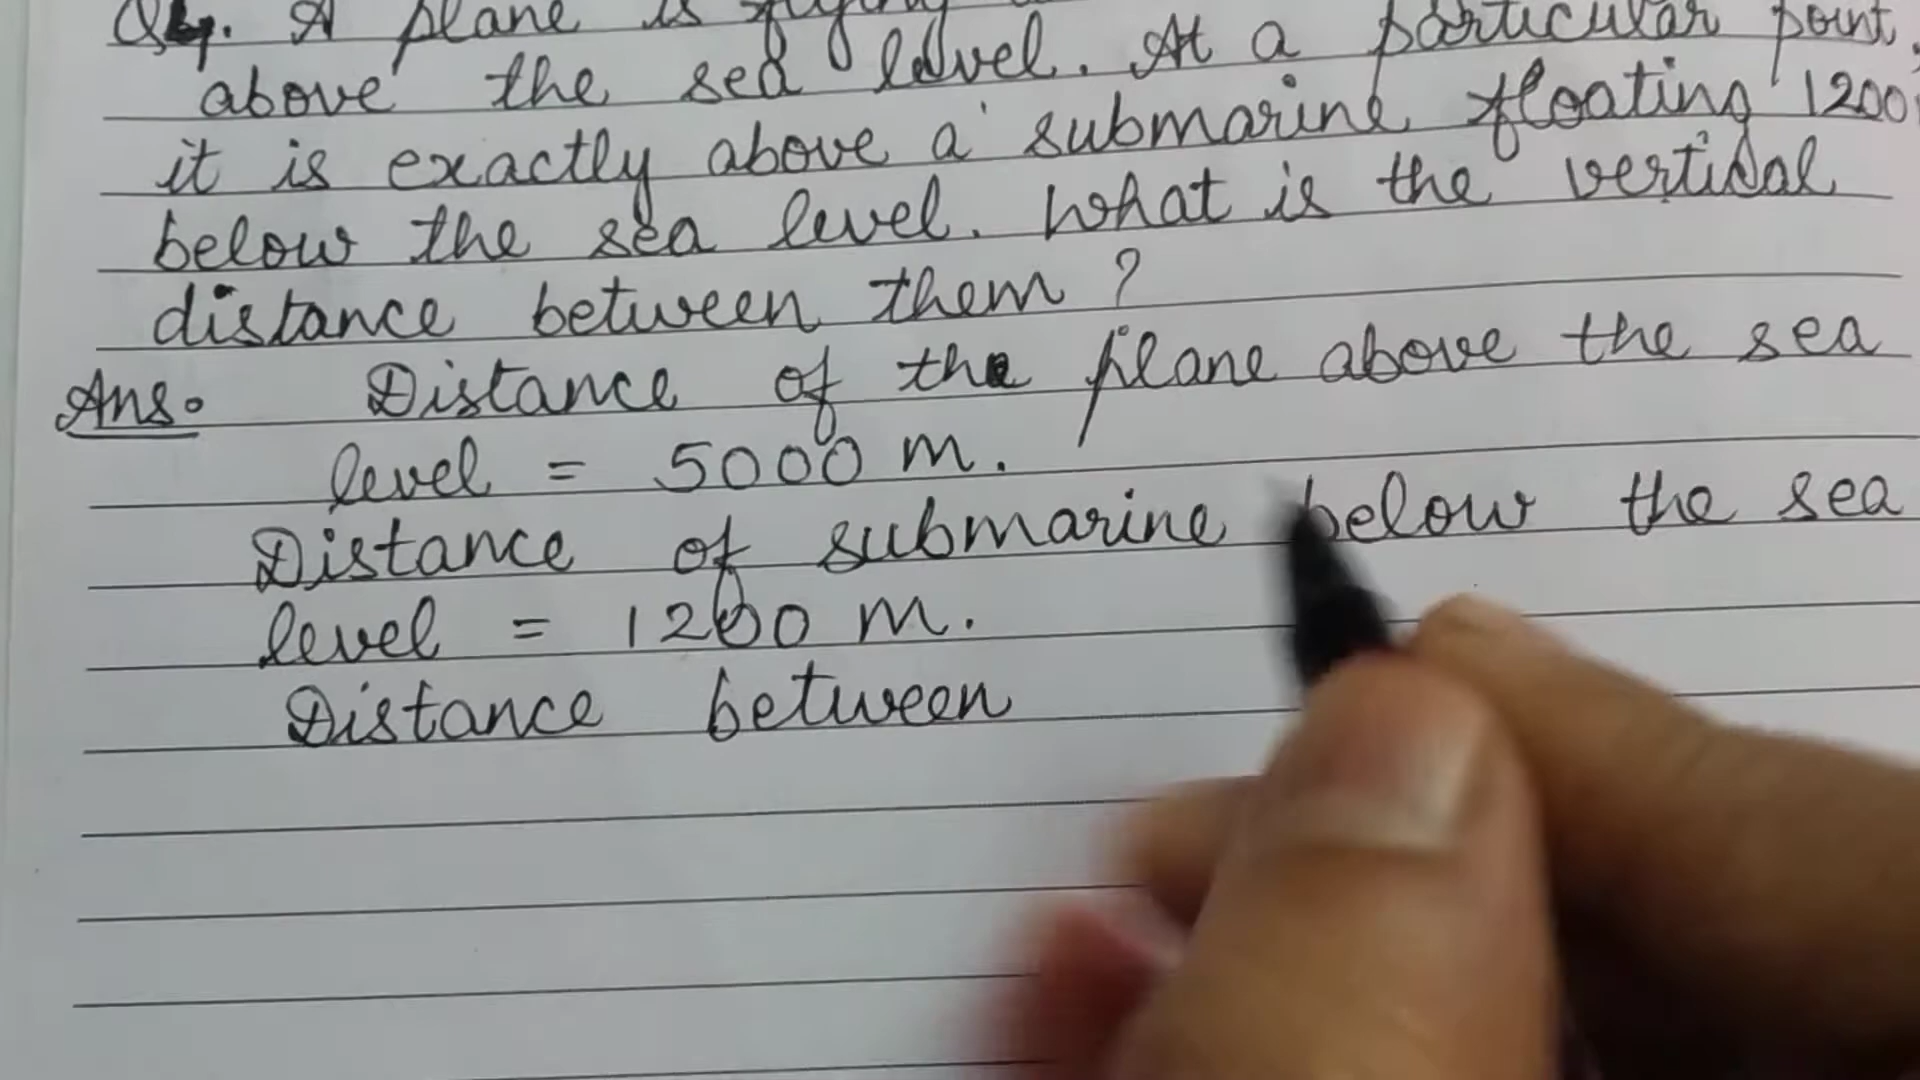 Q4. A plane is flying
above the sea level. At a particular point,
it is exactly above a submarine floating 1200
below the sea level. What is the vertical
distance between them?
Ans. Distance of the plane above the sea
level = 5000 m.
Distance of submarine below the sea
level = 1200 m.
Distance between